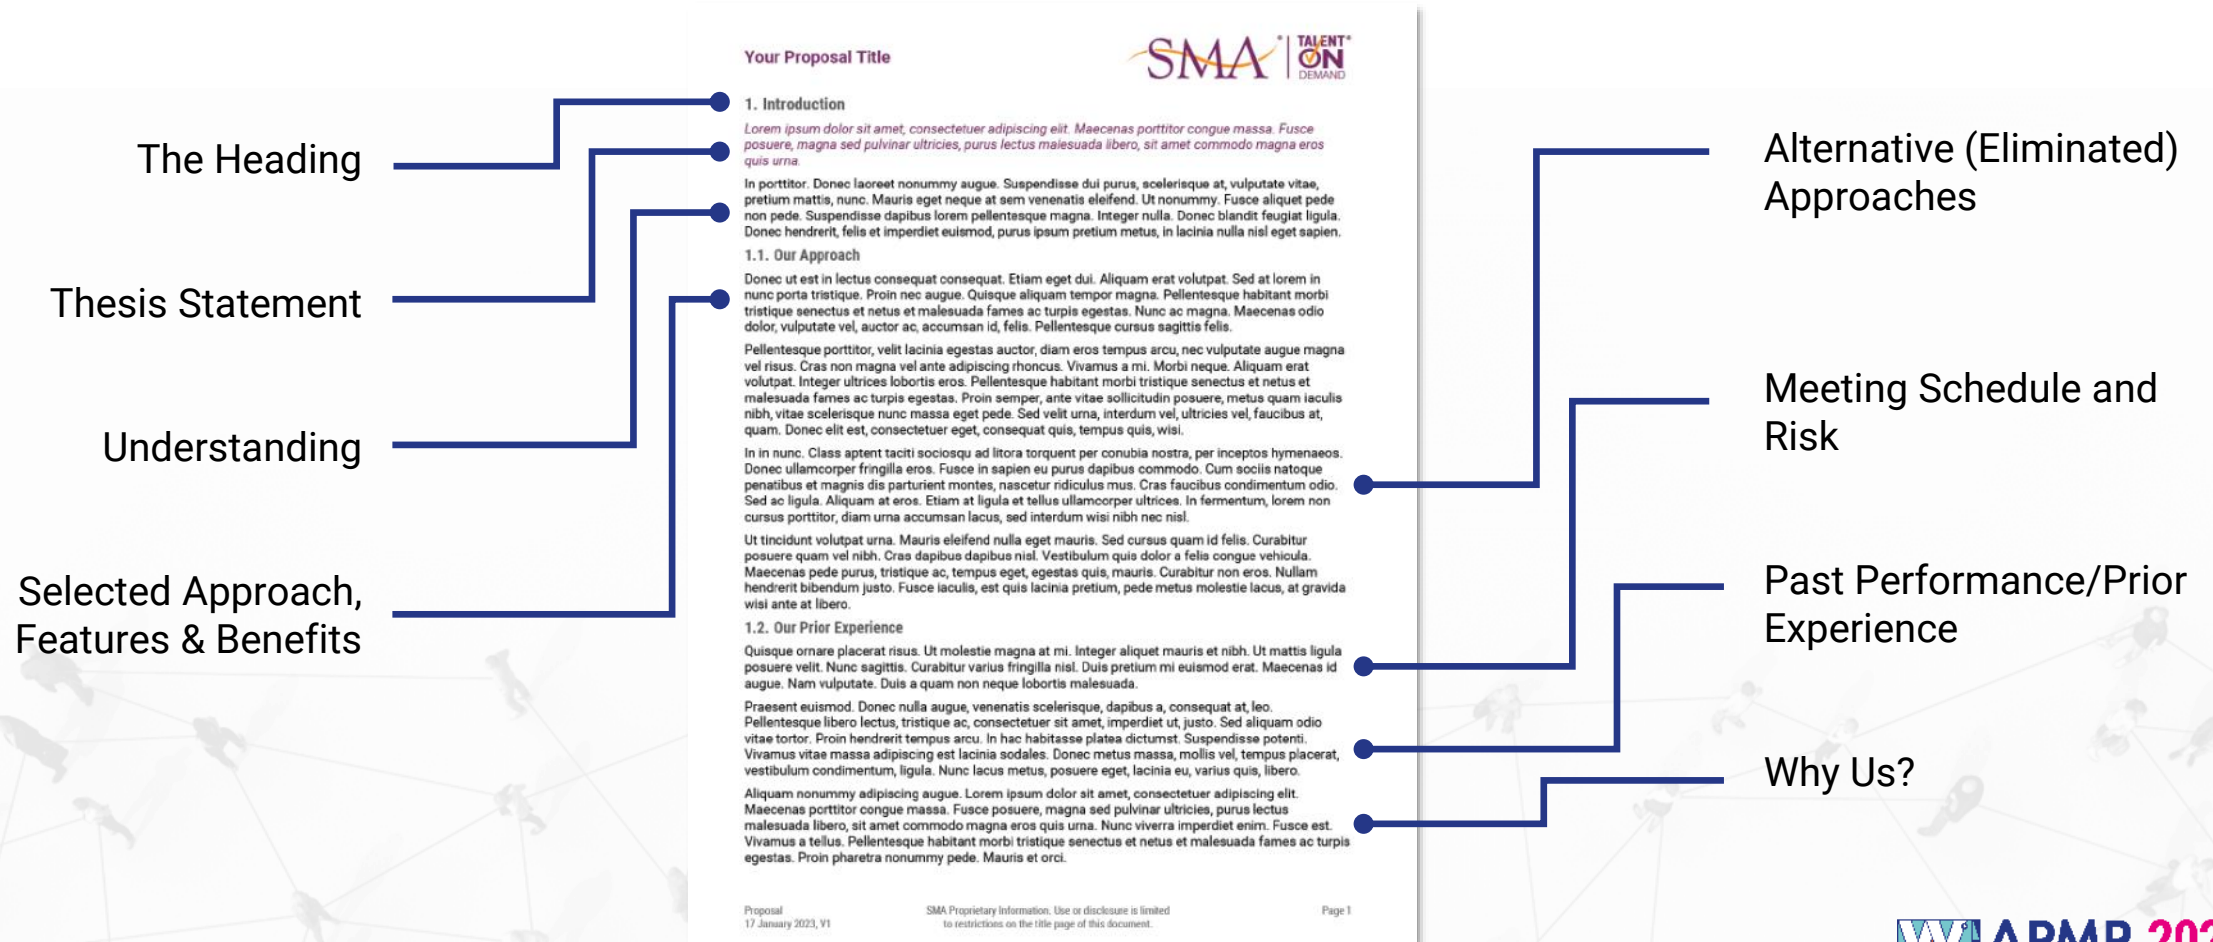 The Heading
Thesis Statement
Understanding
Selected Approach,
Features & Benefits
Your Proposal Title
SMA
TALENT
ON
DEMAND
1. Introduction
Lorem ipsum dolor sit amet, consectetuer adipiscing elit. Maecenas porttitor congue massa. Fusce
posuere, magna sed pulvinar ultricies, purus lectus malesuada libero, sit amet commodo magna eros
quis urna.
In porttitor. Donec laoreet nonummy augue. Suspendisse dui purus, scelerisque at, vulputate vitae,
pretium mattis, nunc. Mauris eget neque at sem venenatis eleifend. Ut nonummy. Fusce aliquet pede
non pede. Suspendisse dapibus lorem pellentesque magna. Integer nulla. Donec blandit feugiat ligula.
Donec hendrerit, felis et imperdiet euismod, purus ipsum pretium metus, in lacinia nulla nisl eget sapien.
1.1. Our Approach
Donec ut est in lectus consequat consequat. Etiam eget dui. Aliquam erat volutpat. Sed at lorem in
nunc porta tristique. Proin nec augue. Quisque aliquam tempor magna. Pellentesque habitant morbi
tristique senectus et netus et malesuada fames ac turpis egestas. Nunc ac magna. Maecenas odio
dolor, vulputate vel, auctor ac, accumsan id, felis. Pellentesque cursus sagittis felis.
Pellentesque porttitor, velit lacinia egestas auctor, diam eros tempus arcu, nec vulputate augue magna
vel risus. Cras non magna vel ante adipiscing rhoncus. Vivamus a mi. Morbi neque. Aliquam erat
volutpat. Integer ultrices lobortis eros. Pellentesque habitant morbi tristique senectus et netus et
malesuada fames ac turpis egestas. Proin semper, ante vitae sollicitudin posuere, metus quam iaculis
nibh, vitae scelerisque nunc massa eget pede. Sed velit urna, interdum vel, ultricies vel, faucibus at,
quam. Donec elit est, consectetuer eget, consequat quis, tempus quis, wisi.
In in nunc. Class aptent taciti sociosqu ad litora torquent per conubia nostra, per inceptos hymenaeos.
Donec ullamcorper fringilla eros. Fusce in sapien eu purus dapibus commodo. Cum sociis natoque
penatibus et magnis dis parturient montes, nascetur ridiculus mus. Cras faucibus condimentum odio.
Sed ac ligula. Aliquam at eros. Etiam at ligula et tellus ullamcorper ultrices. In fermentum, lorem non
cursus porttitor, diam urna accumsan lacus, sed interdum wisi nibh nec nisl.
Ut tincidunt volutpat urna. Mauris eleifend nulla eget mauris. Sed cursus quam id felis. Curabitur
posuere quam vel nibh. Cras dapibus dapibus nisl. Vestibulum quis dolor a felis congue vehicula.
Maecenas pede purus, tristique ac, tempus eget, egestas quis, mauris. Curabitur non eros. Nullam
hendrerit bibendum justo. Fusce iaculis, est quis lacinia pretium, pede metus molestie lacus, at gravida
wisi ante at libero.
1.2. Our Prior Experience
Quisque ornare placerat risus. Ut molestie magna at mi. Integer aliquet mauris et nibh. Ut mattis ligula
posuere velit. Nunc sagittis. Curabitur varius fringilla nisl. Duis pretium mi euismod erat. Maecenas id
augue. Nam vulputate. Duis a quam non neque lobortis malesuada.
Praesent euismod. Donec nulla augue, venenatis scelerisque, dapibus a, consequat at, leo.
Pellentesque libero lectus, tristique ac, consectetuer sit amet, imperdiet ut, justo. Sed aliquam odio
vitae tortor. Proin hendrerit tempus arcu. In hac habitasse platea dictumst. Suspendisse potenti.
Vivamus vitae massa adipiscing est lacinia sodales. Donec metus massa, mollis vel, tempus placerat,
vestibulum condimentum, ligula. Nunc lacus metus, posuere eget, lacinia eu, varius quis, libero.
Aliquam nonummy adipiscing augue. Lorem ipsum dolor sit amet, consectetuer adipiscing elit.
Maecenas porttitor congue massa. Fusce posuere, magna sed pulvinar ultricies, purus lectus
malesuada libero, sit amet commodo magna eros quis urna. Nunc viverra imperdiet enim. Fusce est.
Vivamus a tellus. Pellentesque habitant morbi tristique senectus et netus et malesuada fames ac turpis
egestas. Proin pharetra nonummy pede. Mauris et orci.
Proposal
17 January 2023, V1
SMA Proprietary Information. Use or disclosure is limited
to restrictions on the title page of this document.
Page 1
Alternative (Eliminated)
Approaches
Meeting Schedule and
Risk
Past Performance/Prior
Experience
Why Us?